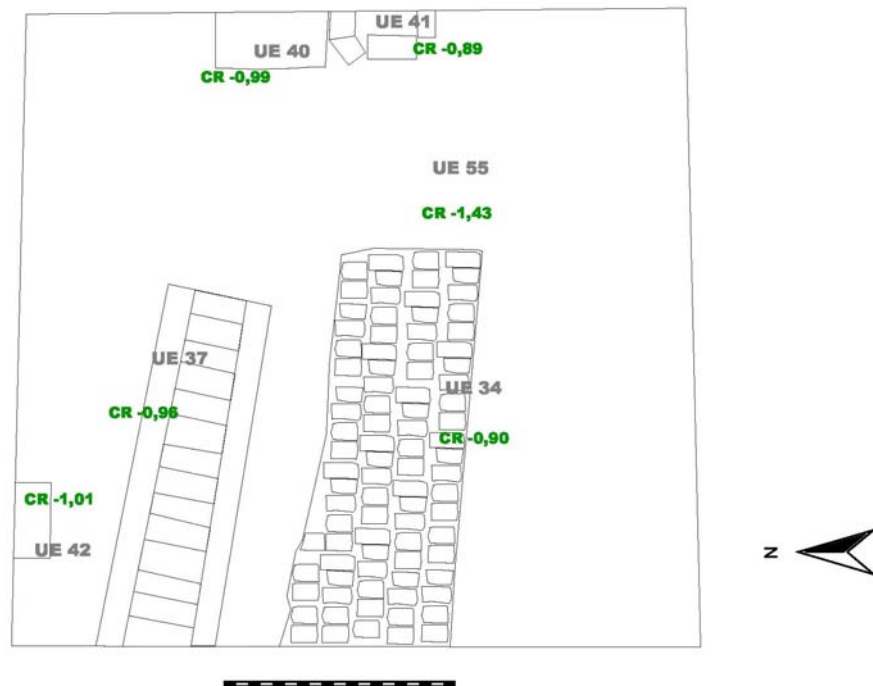 UE 41
UE 40
CR -0,89
CR -0,99
UE 55
CR -1,43
UE 37
UE 34
CR -0,96
CR -0,90
CR -1,01
UE 42
N